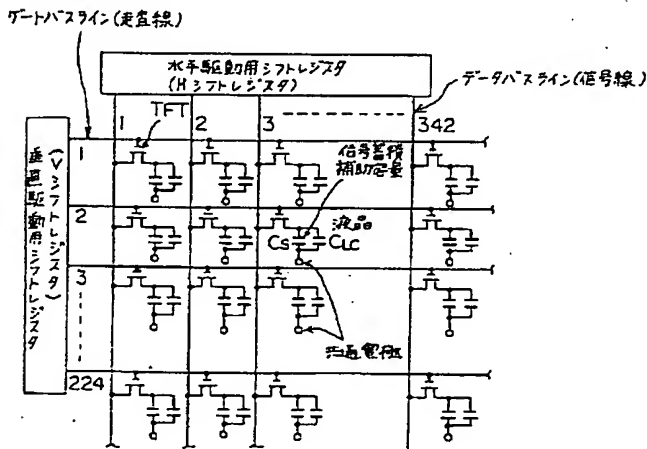 ゲートバスライン(走査線)
水平駆動用シフトレジスタ
(Hシフトレジスタ)
データバスライン(信号線)
1
TFT
2
3
342
垂直駆動用シフトレジスタ
(Vシフトレジスタ)
1
信号蓄積
補助容量
2
液晶
Cs
CLC
3
共通電極
224